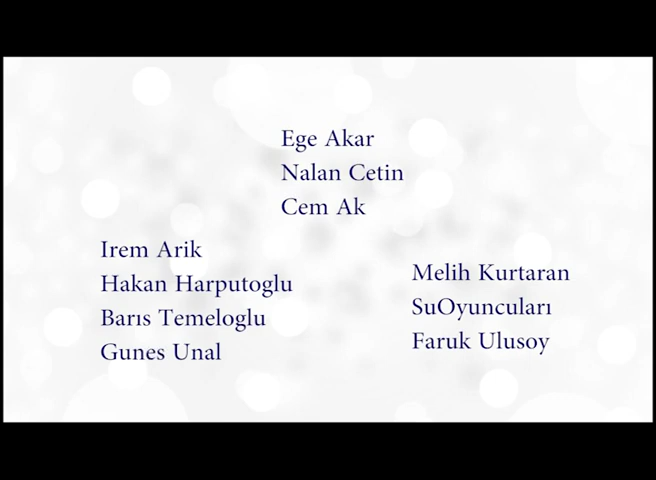 Ege Akar
Nalan Cetin
Cem Ak
Irem Arik
Hakan Harputoglu
Barıs Temeloglu
Gunes Unal
Melih Kurtaran
SuOyuncuları
Faruk Ulusoy